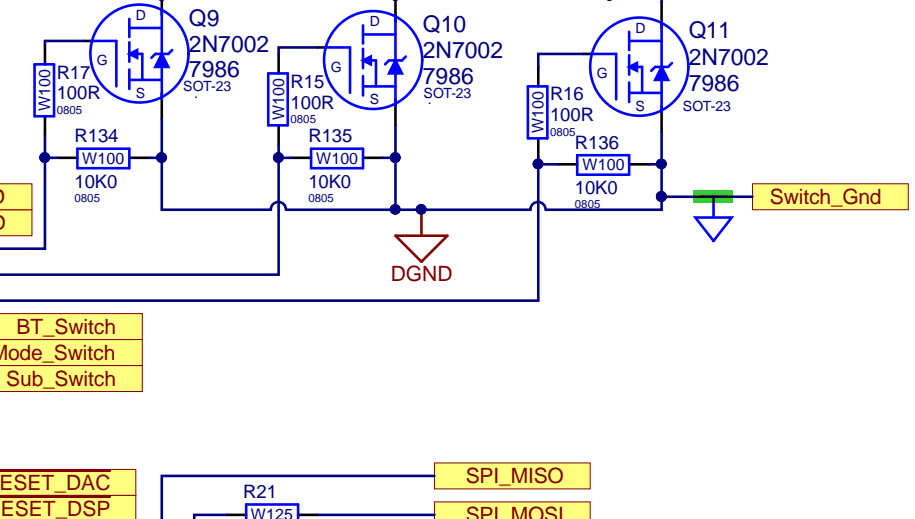 D
G
S
Q9
2N7002
7986
SOT-23
R17
100R
0805
W100
R134
W100
10K0
0805
D
G
S
Q10
2N7002
7986
SOT-23
R15
100R
0805
W100
R135
W100
10K0
0805
D
G
S
Q11
2N7002
7986
SOT-23
R16
100R
0805
W100
R136
W100
10K0
0805
Switch_Gnd
DGND
BT_Switch
Mode_Switch
Sub_Switch
ESET_DAC
ESET_DSP
R21
W125
SPI_MISO
SPI_MOSI